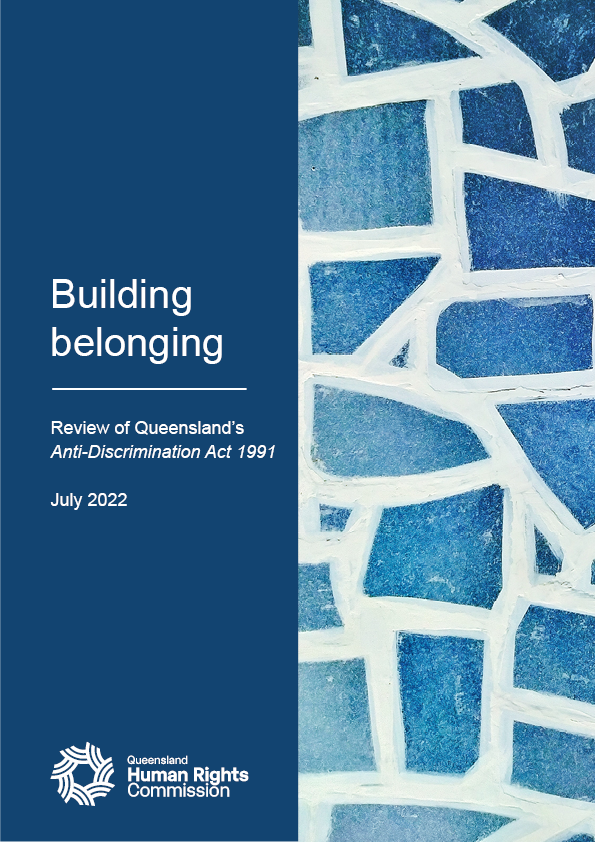 Building
belonging
Review of Queensland’s
Anti-Discrimination Act 1991
July 2022
Queensland
Human Rights
Commission